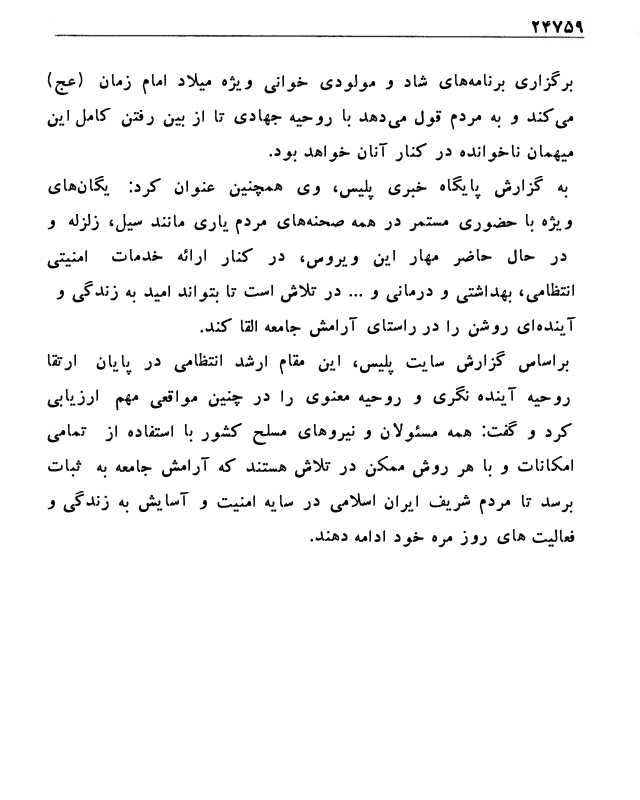 ۲۴۷۵۹
برگزاری برنامه‌های شاد و مولودی خوانی ویژه میلاد امام زمان (عج)
می‌کند و به مردم قول می‌دهد با روحیه جهادی تا از بین رفتن کامل این
میهمان ناخوانده در کنار آنان خواهد بود.
به گزارش پایگاه خبری پلیس، وی همچنین عنوان کرد: یگان‌های
ویژه با حضوری مستمر در همه صحنه‌های مردم یاری مانند سیل، زلزله و
در حال حاضر مهار این ویروس، در کنار ارائه خدمات امنیتی
انتظامی، بهداشتی و درمانی و ... در تلاش است تا بتواند امید به زندگی و
آینده‌ای روشن را در راستای آرامش جامعه القا کند.
براساس گزارش سایت پلیس، این مقام ارشد انتظامی در پایان ارتقا
روحیه آینده نگری و روحیه معنوی را در چنین مواقعی مهم ارزیابی
کرد و گفت: همه مسئولان و نیروهای مسلح کشور با استفاده از تمامی
امکانات و با هر روش ممکن در تلاش هستند که آرامش جامعه به ثبات
برسد تا مردم شریف ایران اسلامی در سایه امنیت و آسایش به زندگی و
فعالیت های روز مره خود ادامه دهند.